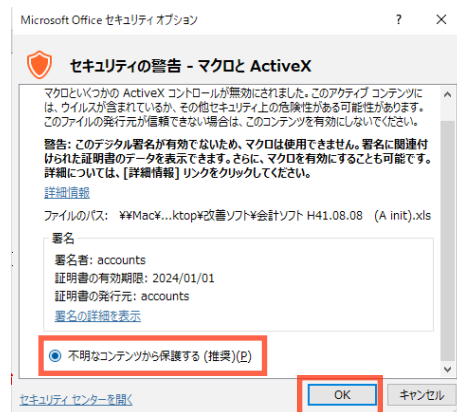 Microsoft Office セキュリティ オプション
セキュリティの警告 - マクロと ActiveX
マクロといくつかの ActiveX コントロールが無効にされました。このアクティブ コンテンツに
は、ウイルスが含まれているか、その他セキュリティ上の危険性がある可能性があります。
このファイルの発行元が信頼できない場合は、このコンテンツを有効にしないでください。
警告: このデジタル署名が有効でないため、マクロは使用できません。署名に関連付
けられた証明書のデータを表示できます。さらに、マクロを有効にすることも可能です。
詳細については、[詳細情報] リンクをクリックしてください。
詳細情報
ファイルのパス: ¥¥Mac¥...ktop¥改善ソフト¥会計ソフト H41.08.08 (A init).xls
署名
署名者: accounts
証明書の有効期限: 2024/01/01
証明書の発行元: accounts
署名の詳細を表示
不明なコンテンツから保護する (推奨)(P)
セキュリティ センターを開く
OK
キャンセル